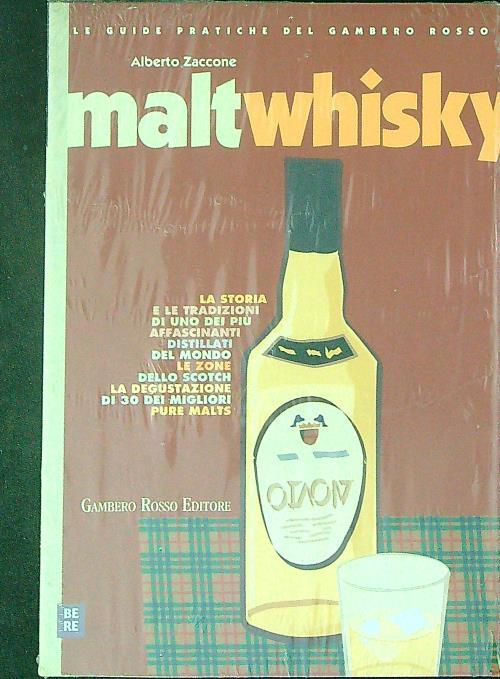 LE GUIDE PRATICHE DEL GAMBERO ROSSO
Alberto Zaccone
maltwhisky
LA STORIA
E LE TRADIZIONI
DI UNO DEI PIÙ
AFFASCINANTI
DISTILLATI
DEL MONDO
LE ZONE
DELLO SCOTCH
LA DEGUSTAZIONE
DI 30 DEI MIGLIORI
PURE MALTS
GAMBERO ROSSO EDITORE
BE
RE